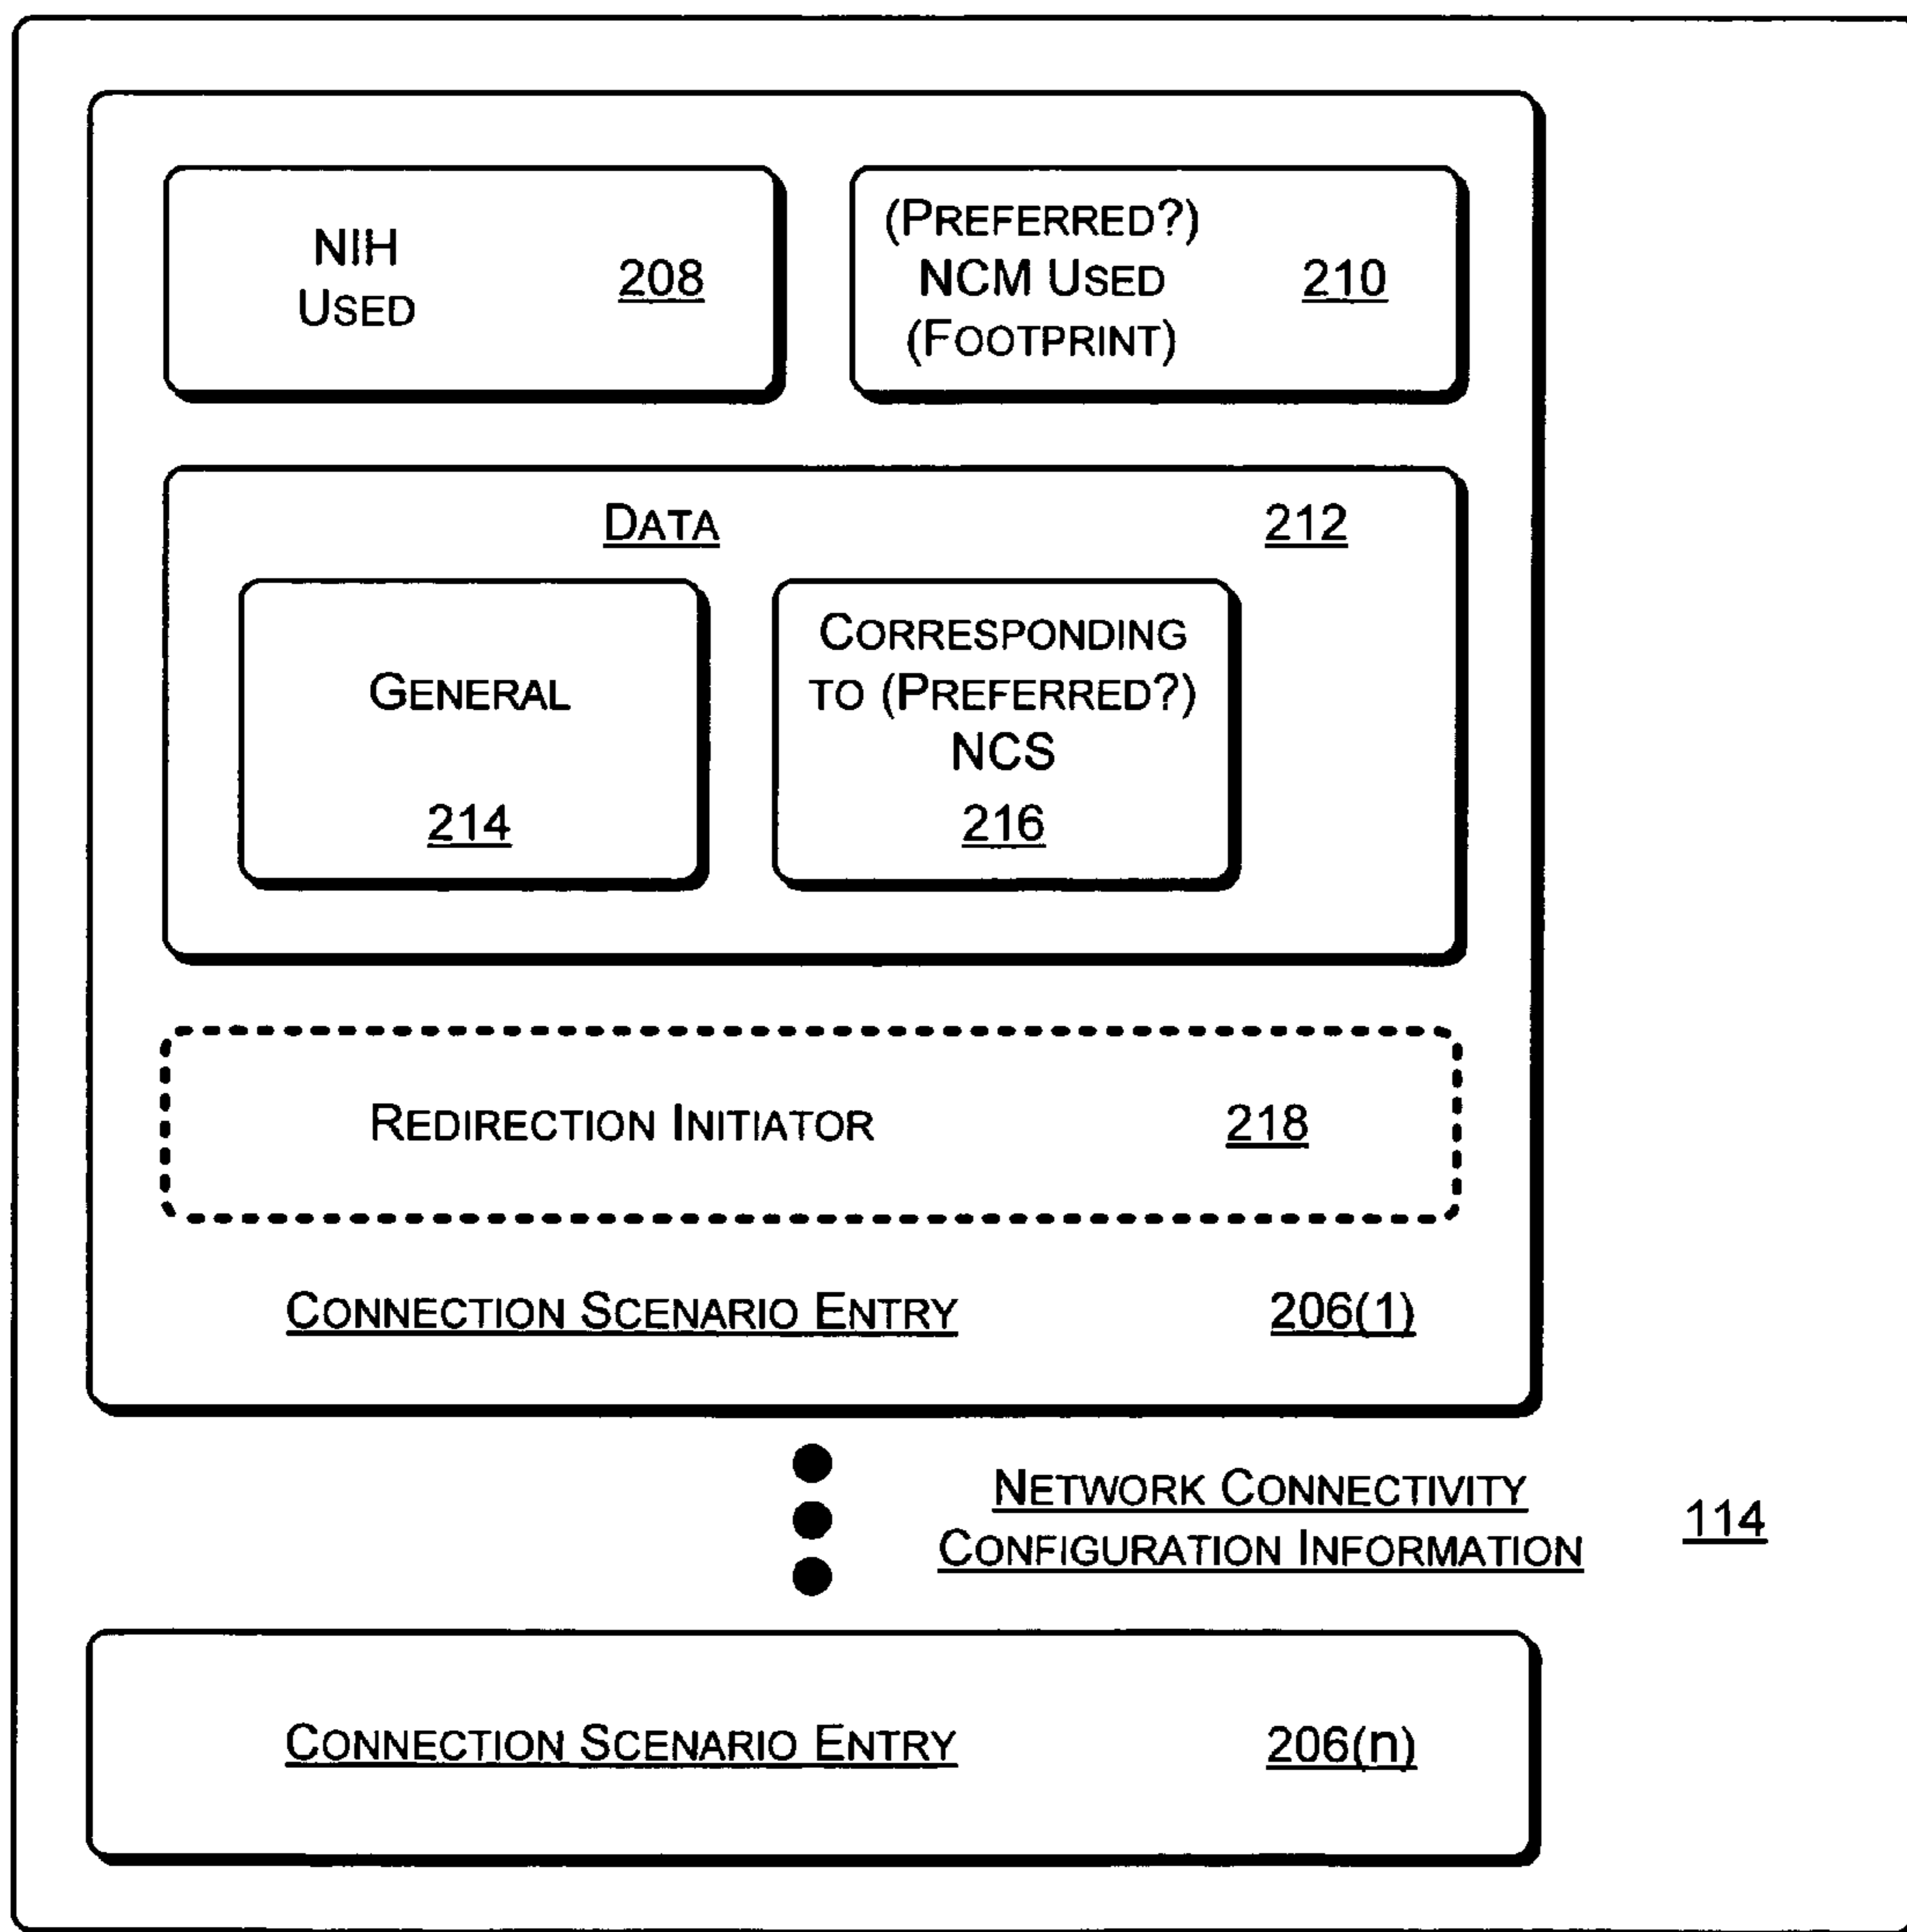 NIH
USED
208
(PREFERRED?)
NCM USED
(FOOTPRINT)
210
DATA
212
GENERAL
214
CORRESPONDING
TO (PREFERRED?)
NCS
216
REDIRECTION INITIATOR
218
CONNECTION SCENARIO ENTRY
206(1)
NETWORK CONNECTIVITY
CONFIGURATION INFORMATION
114
CONNECTION SCENARIO ENTRY
206(n)